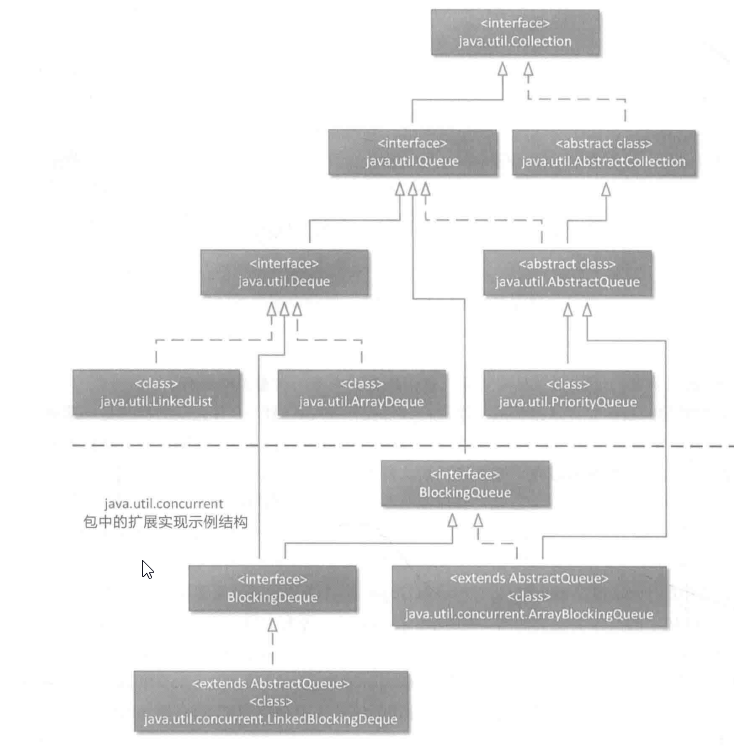 <interface>
java.util.Collection
<interface>
java.util.Queue
<abstract class>
java.util.AbstractCollection
<interface>
java.util.Deque
<abstract class>
java.util.AbstractQueue
<class>
java.util.LinkedList
<class>
java.util.ArrayDeque
<class>
java.util.PriorityQueue
<interface>
BlockingQueue
java.util.concurrent
包中的扩展实现示例结构
<interface>
BlockingDeque
<extends AbstractQueue>
<class>
java.util.concurrent.ArrayBlockingQueue
<extends AbstractQueue>
<class>
java.util.concurrent.LinkedBlockingDeque